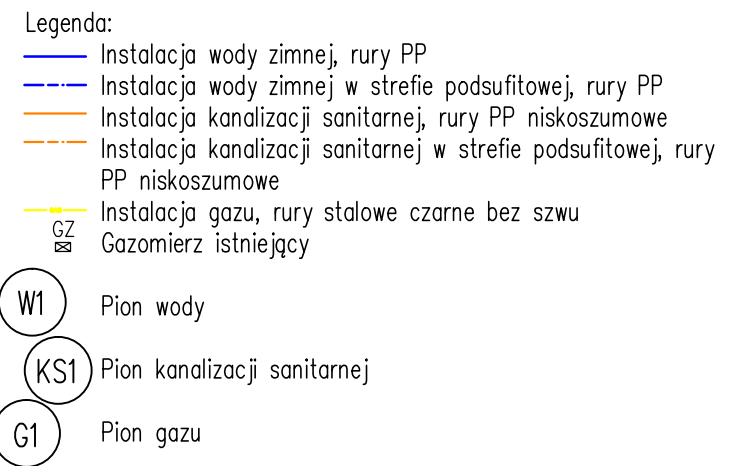 Legenda:
Instalacja wody zimnej, rury PP
Instalacja wody zimnej w strefie podsufitowej, rury PP
Instalacja kanalizacji sanitarnej, rury PP niskoszumowe
Instalacja kanalizacji sanitarnej w strefie podsufitowej, rury
PP niskoszumowe
Instalacja gazu, rury stalowe czarne bez szwu
GZ
Gazomierz istniejący
W1 Pion wody
KS1 Pion kanalizacji sanitarnej
G1 Pion gazu